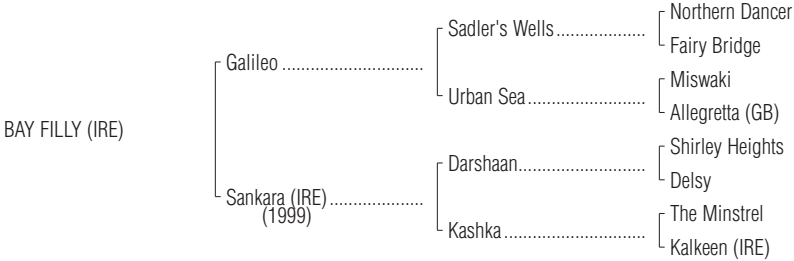 Northern Dancer
Sadler's Wells....................
Fairy Bridge
Galileo ................................
Miswaki
Urban Sea..........................
Allegretta (GB)
BAY FILLY (IRE)
Shirley Heights
Darshaan............................
Delsy
Sankara (IRE).....................
(1999)
The Minstrel
Kashka................................
Kalkeen (IRE)